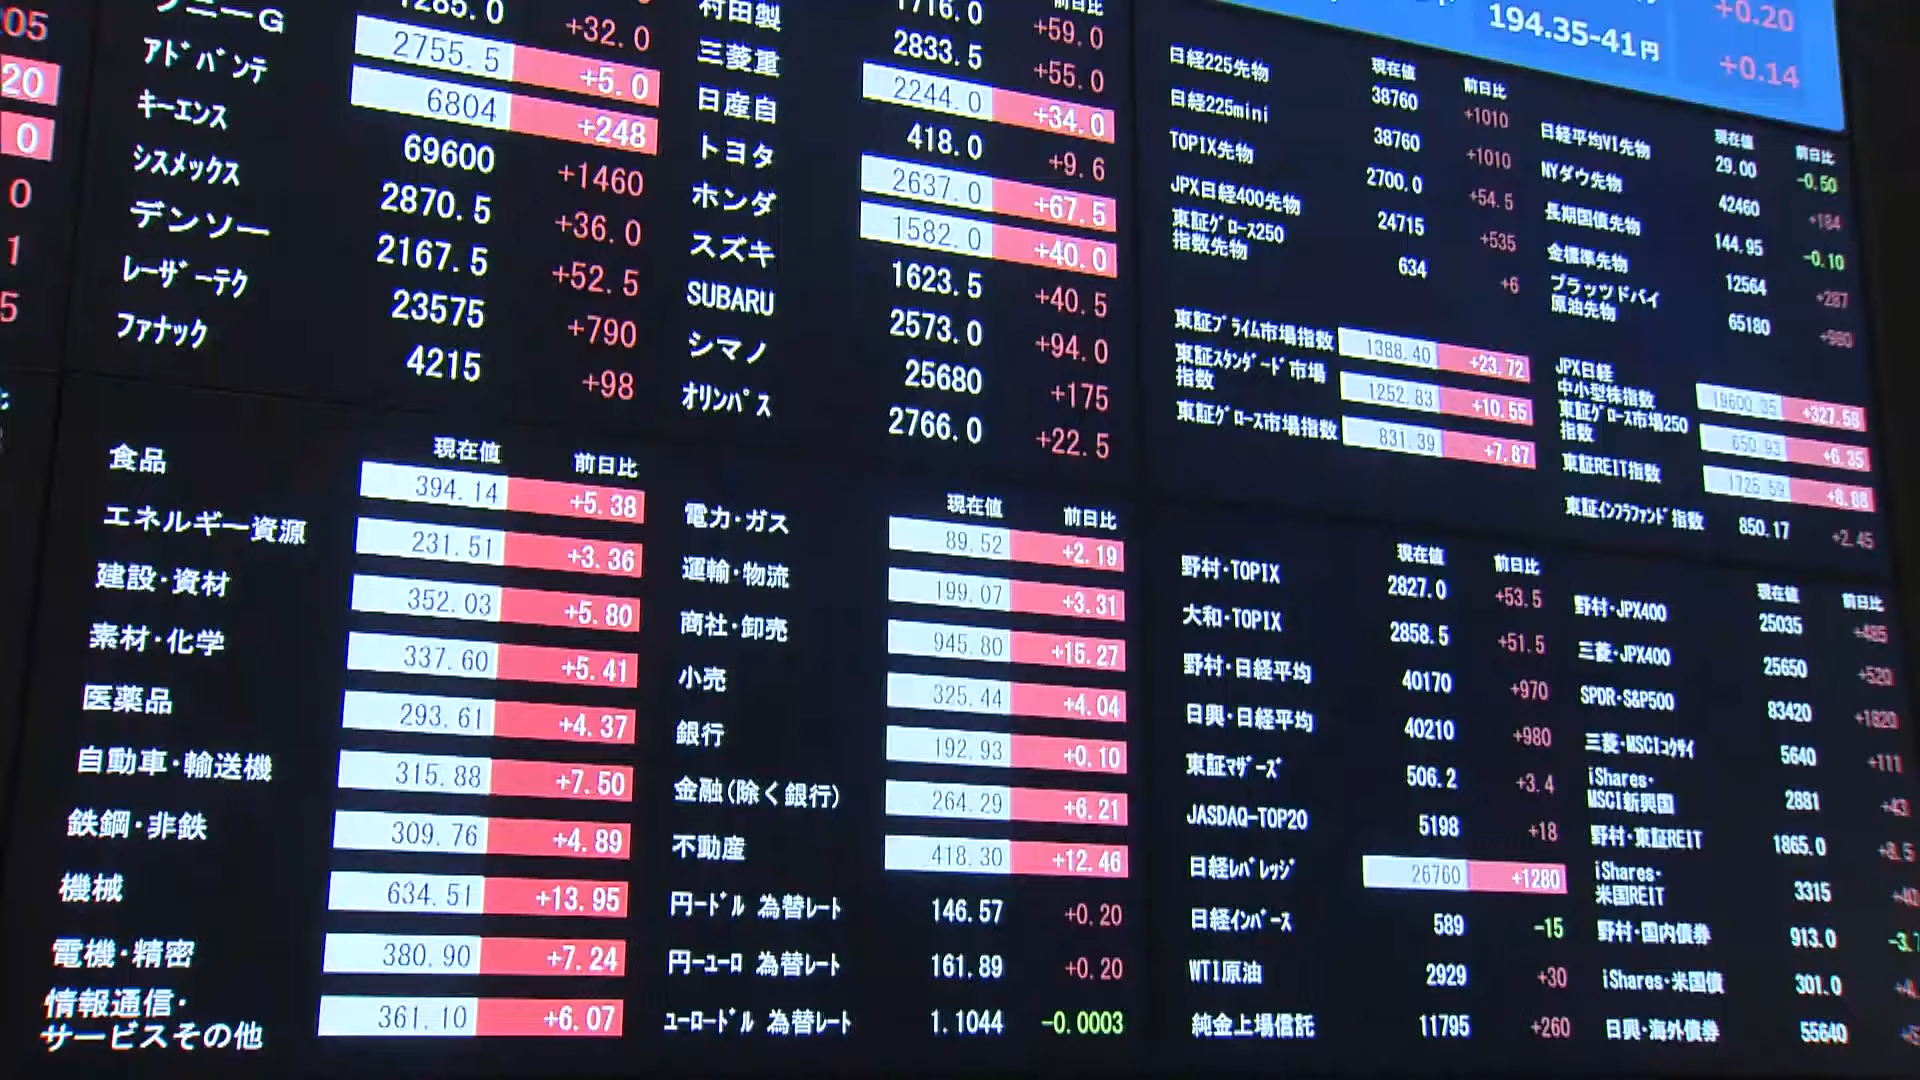 05
20
0
0
1
5
ソニーG 1285.0 +32.0
アドバンテ 2755.5 +5.0
キーエンス 6804 +248
シスメックス 69600 +1460
デンソー 2870.5 +36.0
レーザーテク 2167.5 +52.5
ファナック 23575 +790
4215 +98
村田製 1716.0 前日比
三菱重 2833.5 +59.0
日産自 2244.0 +55.0
トヨタ 418.0 +34.0
ホンダ 2637.0 +9.6
スズキ 1582.0 +67.5
SUBARU 1623.5 +40.0
シマノ 2573.0 +40.5
オリンパス 25680 +94.0
2766.0 +175
+22.5
194.35-41円 +0.20
+0.14
現在値 前日比
日経225先物 38760 +1010
日経225mini 38760 +1010
TOPIX先物 2700.0 +54.5
JPX日経400先物 24715 +535
東証グロース250
指数先物 634 +6
現在値 前日比
日経平均VI先物 29.00 -0.50
NYダウ先物 42460 +184
長期国債先物 144.95 -0.10
金標準先物 12564 +287
プラッツドバイ
原油先物 65180 +980
東証プライム市場指数 1388.40 +23.72
東証スタンダード市場
指数 1252.83 +10.55
東証グロース市場指数 831.39 +7.87
JPX日経
中小型株指数 19600.35 +327.58
東証グロース市場250
指数 650.93 +6.35
東証REIT指数 1725.59 +8.88
東証インフラファンド指数 850.17 +2.45
現在値 前日比
食品 394.14 +5.38
エネルギー資源 231.51 +3.36
建設・資材 352.03 +5.80
素材・化学 337.60 +5.41
医薬品 293.61 +4.37
自動車・輸送機 315.88 +7.50
鉄鋼・非鉄 309.76 +4.89
機械 634.51 +13.95
電機・精密 380.90 +7.24
情報通信・
サービスその他 361.10 +6.07
現在値 前日比
電力・ガス 89.52 +2.19
運輸・物流 199.07 +3.31
商社・卸売 945.80 +15.27
小売 325.44 +4.04
銀行 192.93 +0.10
金融(除く銀行) 264.29 +6.21
不動産 418.30 +12.46
円ードル 為替レート 146.57 +0.20
円ーユーロ 為替レート 161.89 +0.20
ユーロードル 為替レート 1.1044 -0.0003
現在値 前日比
野村・TOPIX 2827.0 +53.5
大和・TOPIX 2858.5 +51.5
野村・日経平均 40170 +970
日興・日経平均 40210 +980
東証マザーズ 506.2 +3.4
JASDAQ-TOP20 5198 +18
日経レバレッジ 26760 +1280
日経インバース 589 -15
WTI原油 2929 +30
純金上場信託 11795 +260
現在値 前日比
野村・JPX400 25035 +485
三菱・JPX400 25650 +520
SPDR・S&P500 83420 +1820
三菱・MSCIコクサイ 5640 +111
iShares・
MSCI新興国 2881 +43
野村・東証REIT 1865.0 +8.5
iShares・
米国REIT 3315
野村・国内債券 913.0
iShares・米国債 301.0
日興・海外債券 55640